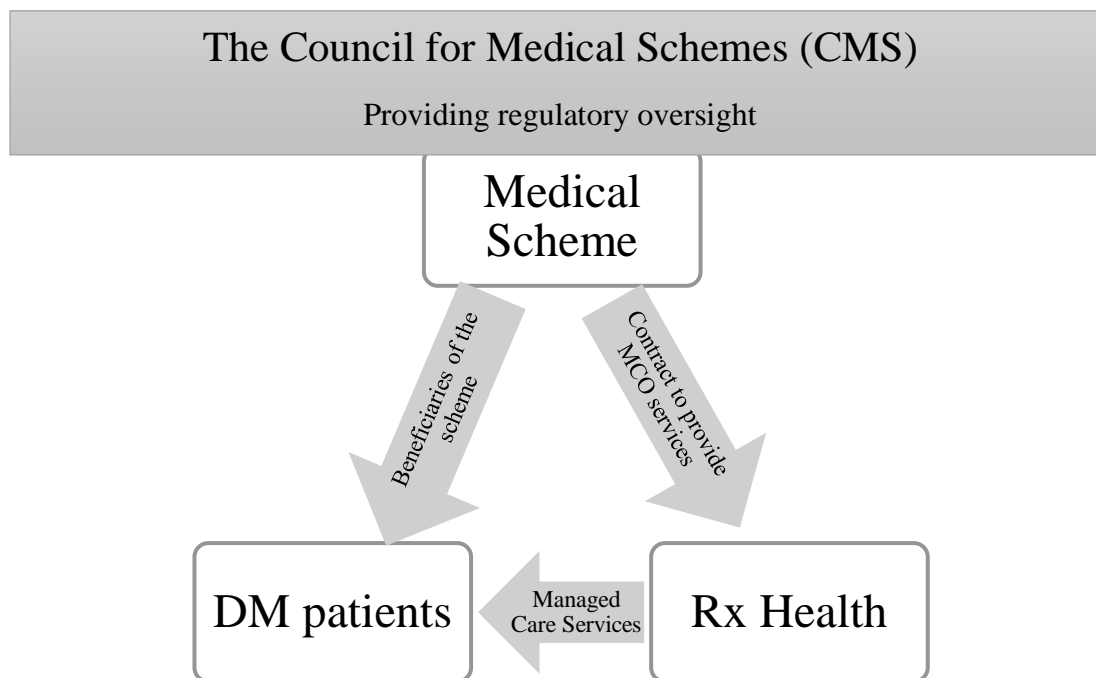 The Council for Medical Schemes (CMS)
Providing regulatory oversight
Medical
Scheme
Beneficiaries of the
scheme
Contract to provide
MCO services
DM patients
Managed
Care Services
Rx Health